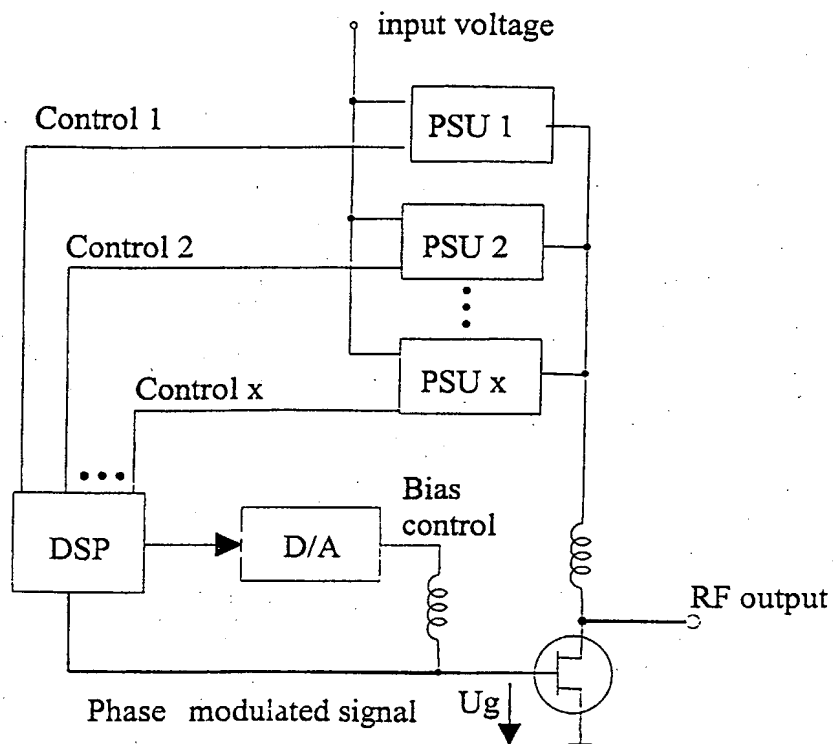 input voltage
Control 1
PSU 1
Control 2
PSU 2
Control x
PSU x
Bias
control
DSP
D/A
RF output
Phase modulated signal
Ug